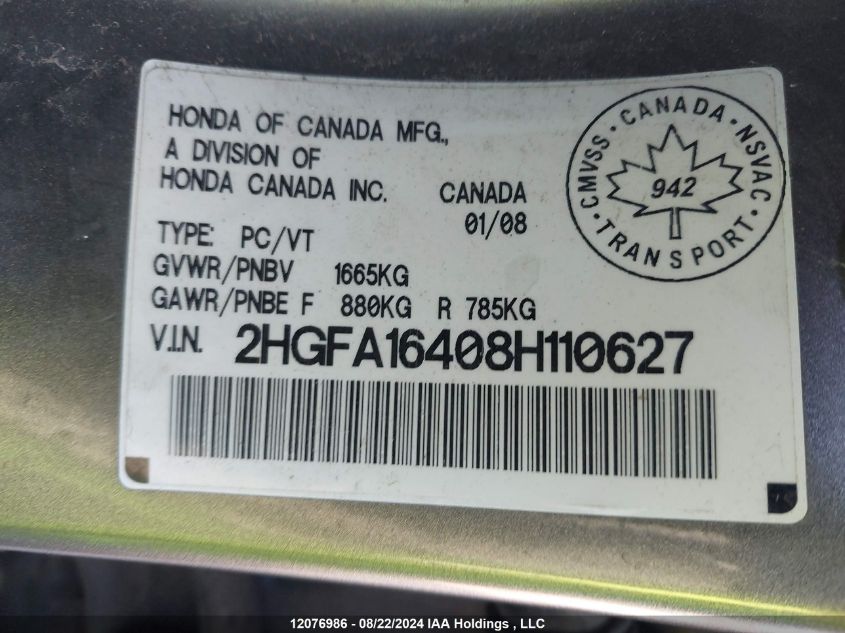 HONDA OF CANADA MFG.,
A DIVISION OF
HONDA CANADA INC. CANADA
01/08
TYPE: PC/VT
GVWR/PNBV 1665KG
GAWR/PNBE F 880KG R 785KG
V.I.N. 2HGFA16408H110627
CMVSS · CANADA · NSVAC · TRANSPORT ·
942
12076986 - 08/22/2024 IAA Holdings , LLC